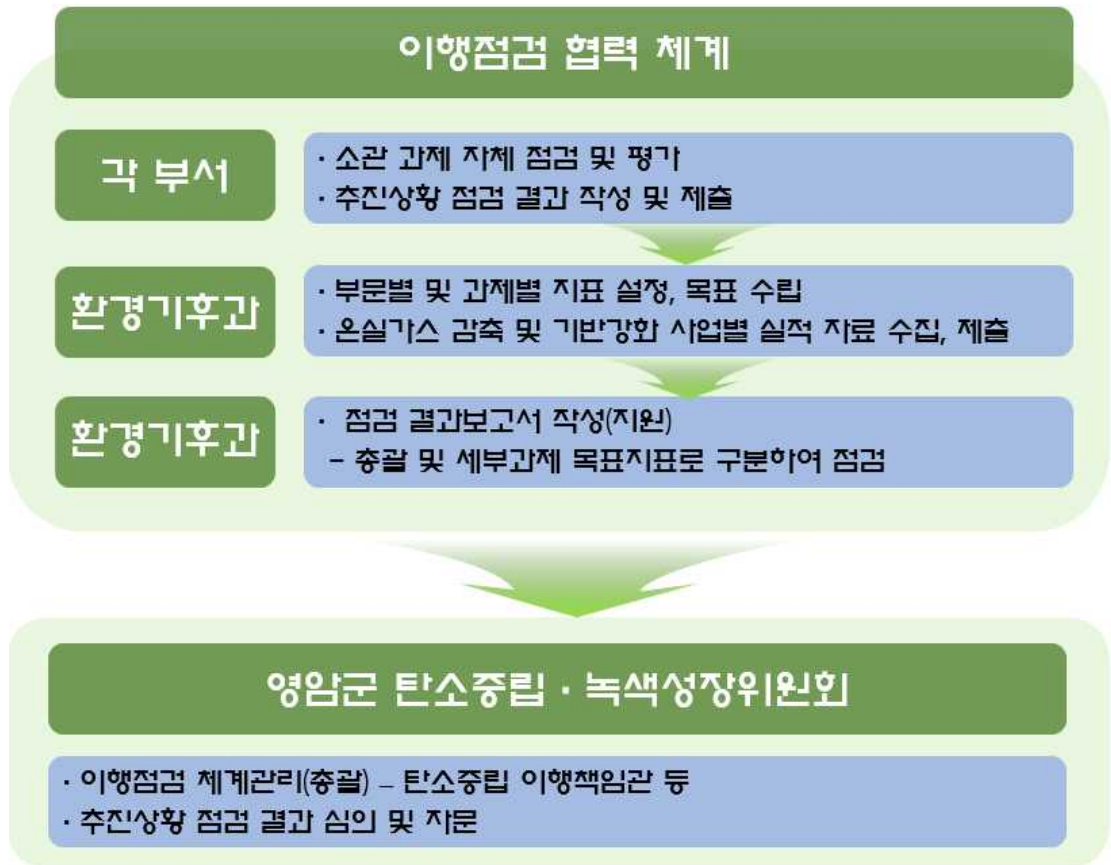 이행점검 협력 체계
각 부서
· 소관 과제 자체 점검 및 평가
· 추진상황 점검 결과 작성 및 제출
환경기후과
· 부문별 및 과제별 지표 설정, 목표 수립
· 온실가스 감축 및 기반강화 사업별 실적 자료 수집, 제출
환경기후과
· 점검 결과보고서 작성(지원)
– 총괄 및 세부과제 목표지표로 구분하여 점검
영암군 탄소중립 · 녹색성장위원회
· 이행점검 체계관리(총괄) – 탄소중립 이행책임관 등
· 추진상황 점검 결과 심의 및 자문